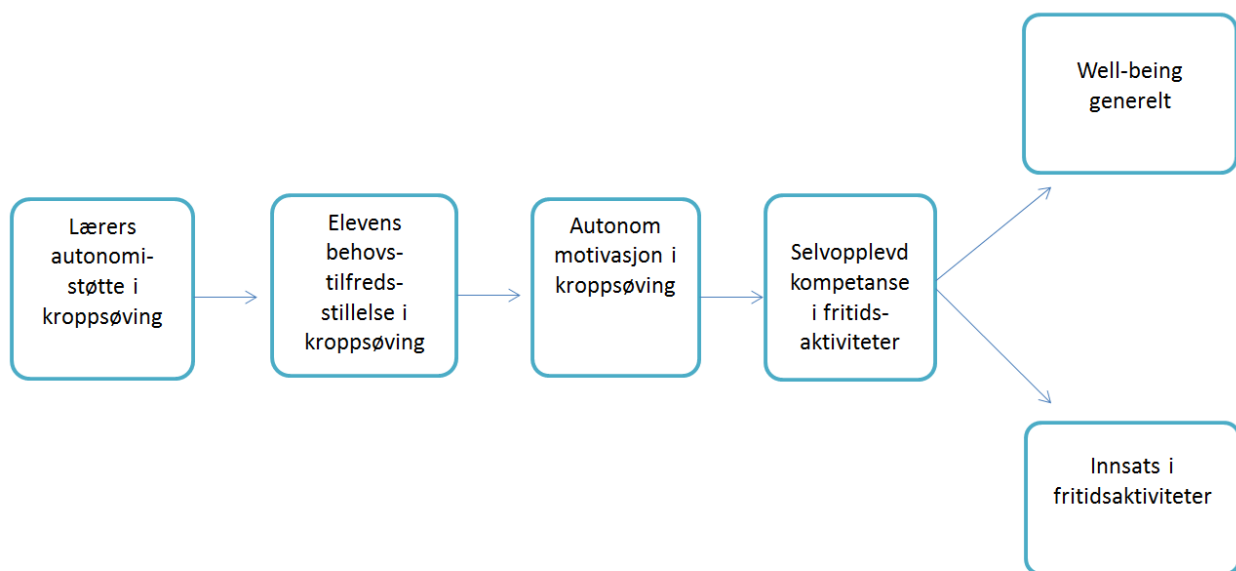 Lærers
autonomi-
støtte i
kroppsøving
Elevens
behovs-
tilfreds-
stillelse i
kroppsøving
Autonom
motivasjon i
kroppsøving
Selvopplevd
kompetanse
i fritids-
aktiviteter
Well-being
generelt
Innsats i
fritidsaktiviteter